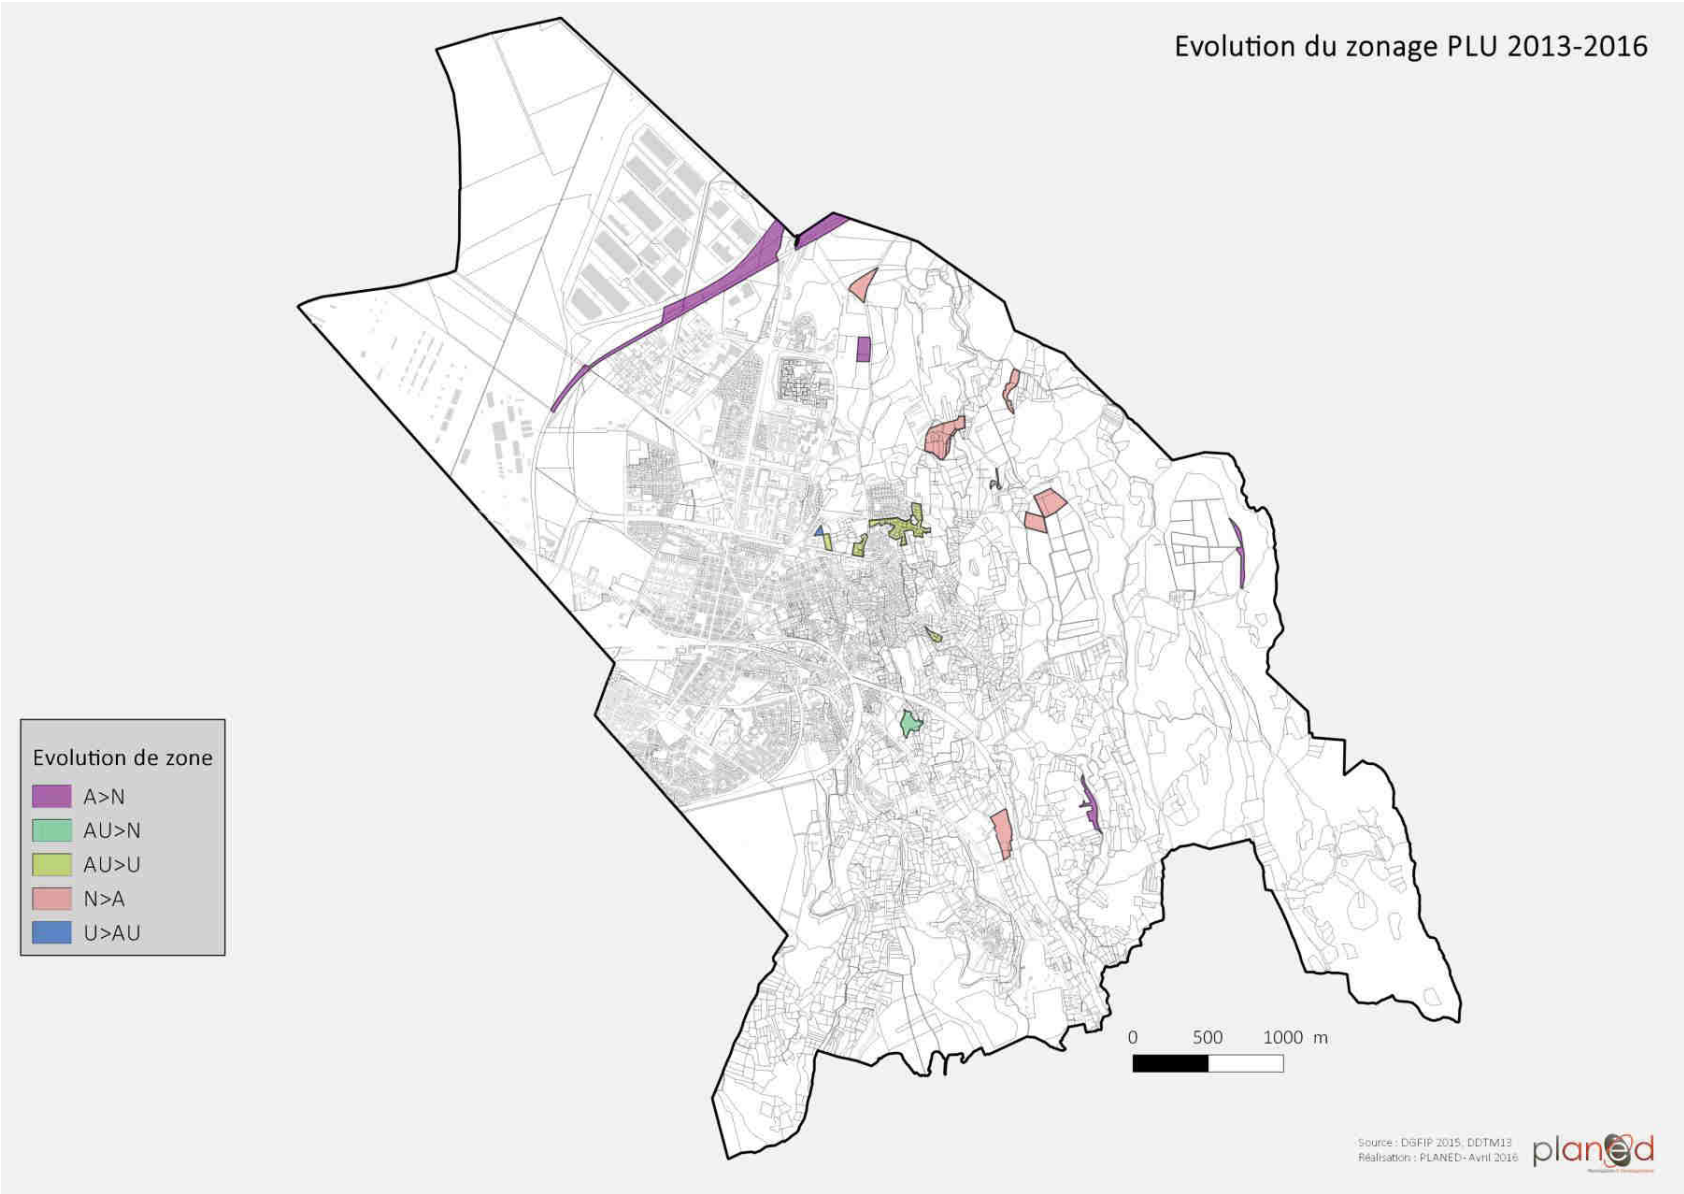 Evolution du zonage PLU 2013-2016
Evolution de zone
A>N
AU>N
AU>U
N>A
U>AU
0 500 1000 m
Source : DGFIP 2015, DDTM13
Réalisation : PLANED- Avril 2016
planed